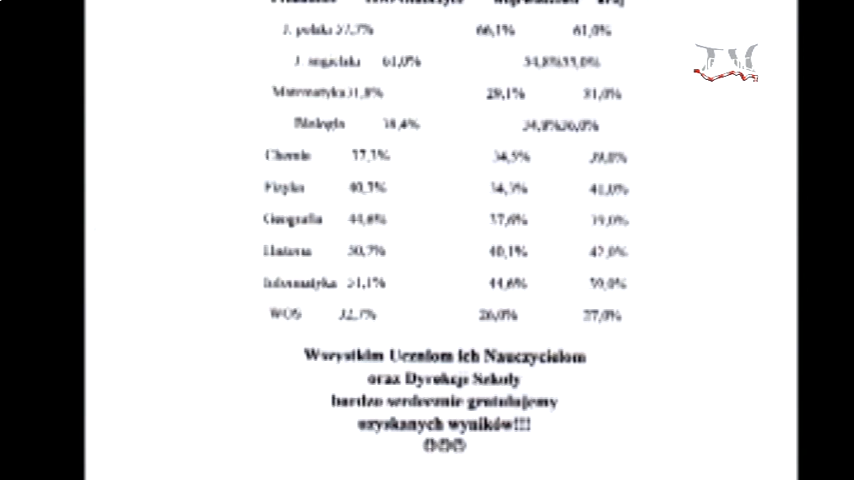 J. polski 57,7% 66,1% 61,0%
J. angielski 61,0% 54,8%55,0%
Matematyka 31,8% 29,1% 31,0%
Biologia 38,4% 34,9%36,0%
Chemia 34,5% 39,0%
Fizyka 40,7% 34,3% 41,0%
Geografia 44,6% 37,6% 39,0%
Historia 50,7% 40,1% 42,0%
Informatyka 51,1% 44,6% 50,0%
WOS 32,7% 26,0% 27,0%
Wszystkim Uczniom ich Nauczycielom
oraz Dyrekcji Szkoły
bardzo serdecznie gratulujemy
uzyskanych wyników!!!